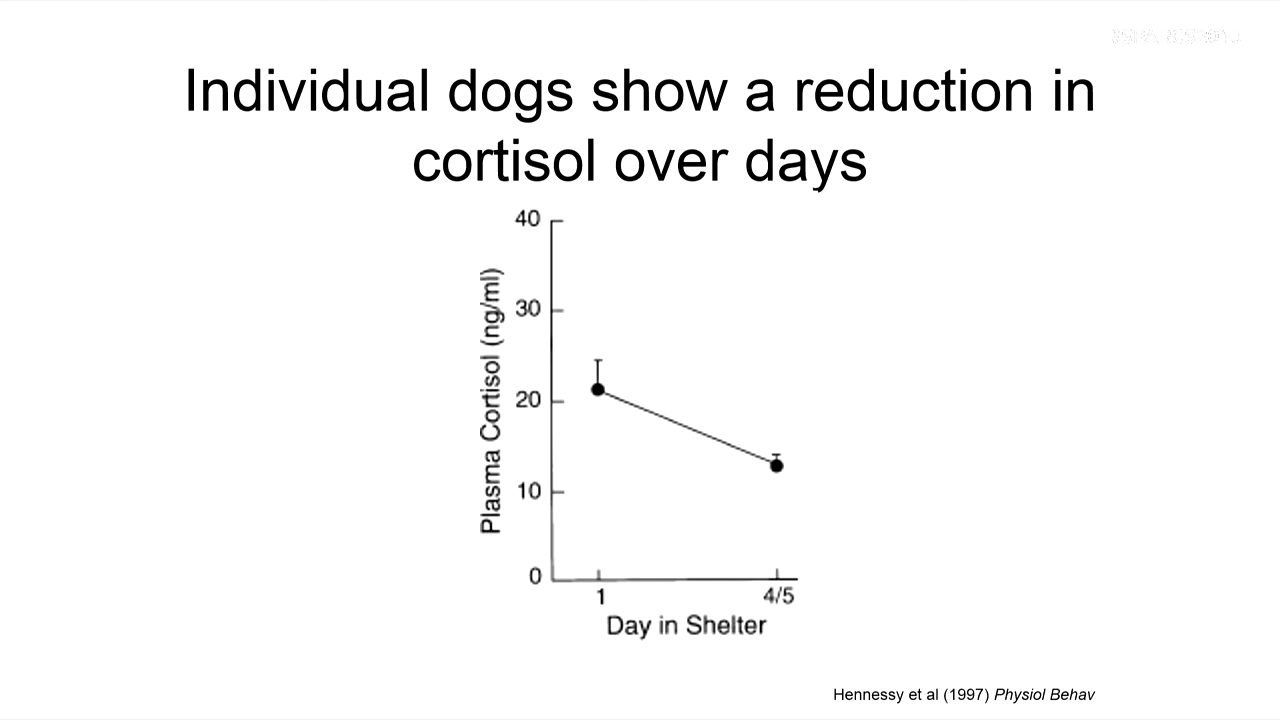 Individual dogs show a reduction in
cortisol over days
40
30
20
10
0
Plasma Cortisol (ng/ml)
1
4/5
Day in Shelter
Hennessy et al (1997) Physiol Behav